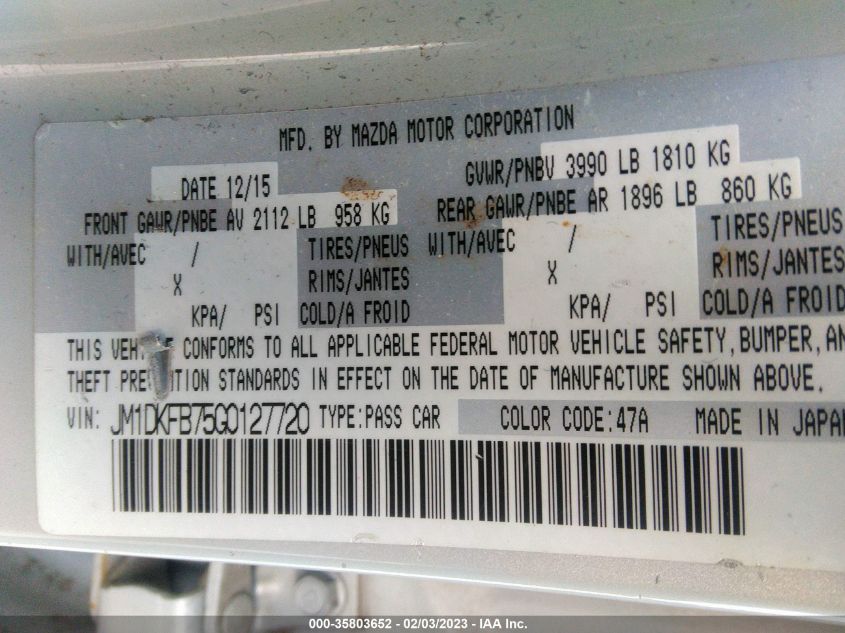 MFD. BY MAZDA MOTOR CORPORATION
DATE 12/15 GVWR/PNBV 3990 LB 1810 KG
FRONT GAWR/PNBE AV 2112 LB 958 KG REAR GAWR/PNBE AR 1896 LB 860 KG
WITH/AVEC / TIRES/PNEUS WITH/AVEC / TIRES/PNEUS
X RIMS/JANTES X RIMS/JANTES
KPA/ PSI COLD/A FROID KPA/ PSI COLD/A FROID
THIS CONFORMS TO ALL APPLICABLE FEDERAL MOTOR VEHICLE SAFETY, BUMPER, AN
THEFT STANDARDS IN EFFECT ON THE DATE OF MANUFACTURE SHOWN ABOVE.
VIN: JM1DKFB75G0127720 TYPE:PASS CAR COLOR CODE:47A MADE IN JAPAN
000-35803652 - 02/03/2023 - IAA Inc.